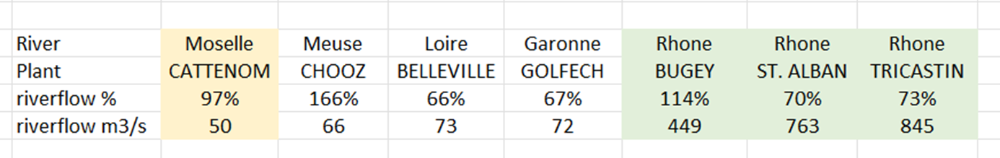 River Moselle Meuse Loire Garonne Rhone Rhone Rhone
Plant CATTENOM CHOOZ BELLEVILLE GOLFECH BUGEY ST. ALBAN TRICASTIN
riverflow % 97% 166% 66% 67% 114% 70% 73%
riverflow m3/s 50 66 73 72 449 763 845